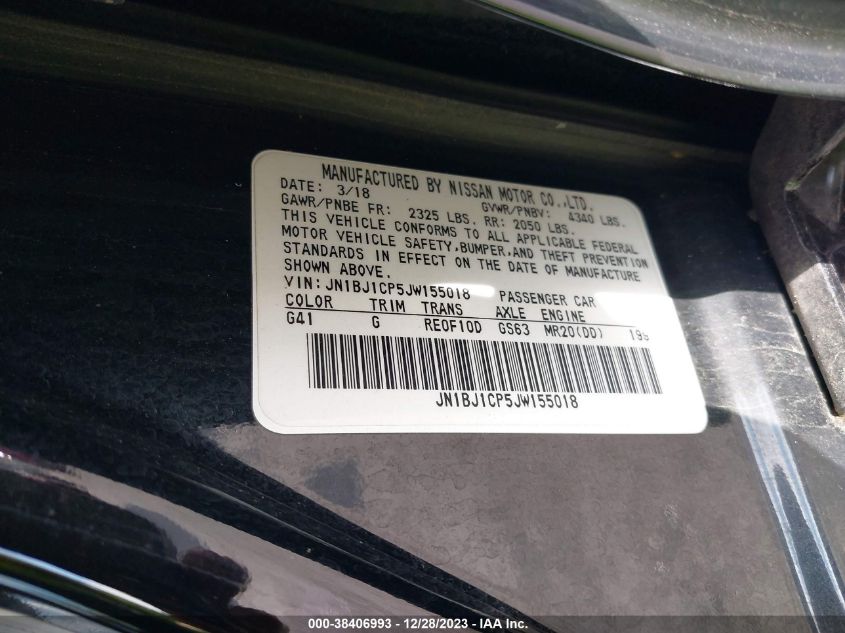 MANUFACTURED BY NISSAN MOTOR CO.,LTD.
DATE: 3/18 GVWR/PNBV: 4340 LBS.
GAWR/PNBE FR: 2325 LBS. RR: 2050 LBS.
THIS VEHICLE CONFORMS TO ALL APPLICABLE FEDERAL
MOTOR VEHICLE SAFETY,BUMPER,AND THEFT PREVENTION
STANDARDS IN EFFECT ON THE DATE OF MANUFACTURE
SHOWN ABOVE.
VIN:JN1BJ1CP5JW155018 PASSENGER CAR
COLOR TRIM TRANS AXLE ENGINE
G41 G RE0F10D GS63 MR20(DD)
JN1BJ1CP5JW155018
000-38406993 - 12/28/2023 - IAA Inc.